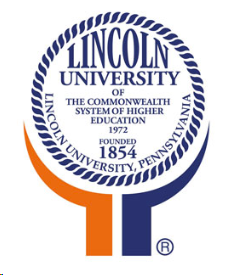 LINCOLN
UNIVERSITY
OF
THE COMMONWEALTH
SYSTEM OF HIGHER
EDUCATION
1972
FOUNDED
1854
LINCOLN UNIVERSITY, PENNSYLVANIA
®